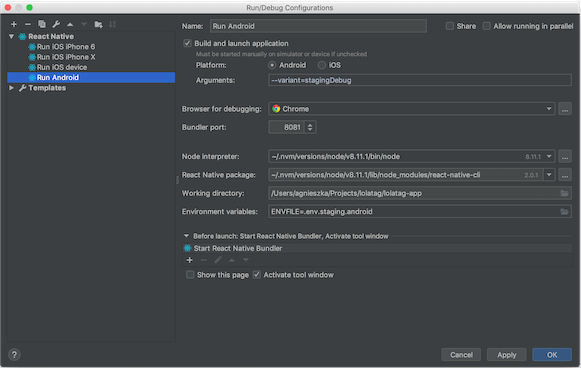 Run/Debug Configurations
Name: Run Android
Share
Allow running in parallel
React Native
Run iOS iPhone 6
Run iOS iPhone X
Run iOS device
Run Android
Templates
Build and launch application
Must be started manually on simulator or device if unchecked
Platform: Android iOS
Arguments: --variant=stagingDebug
Browser for debugging: Chrome ...
Bundler port: 8081
Node interpreter: ~/.nvm/versions/node/v8.11.1/bin/node 8.11.1 ...
React Native package: ~/.nvm/versions/node/v8.11.1/lib/node_modules/react-native-cli 2.0.1 ...
Working directory: /Users/agnieszka/Projects/lolatag/lolatag-app
Environment variables: ENVFILE=.env.staging.android
Before launch: Start React Native Bundler, Activate tool window
Start React Native Bundler
Show this page Activate tool window
? Cancel Apply OK